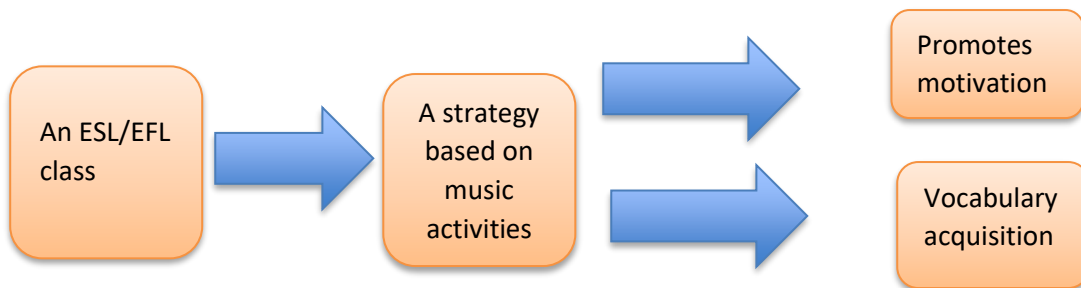 An ESL/EFL
class
A strategy
based on
music
activities
Promotes
motivation
Vocabulary
acquisition